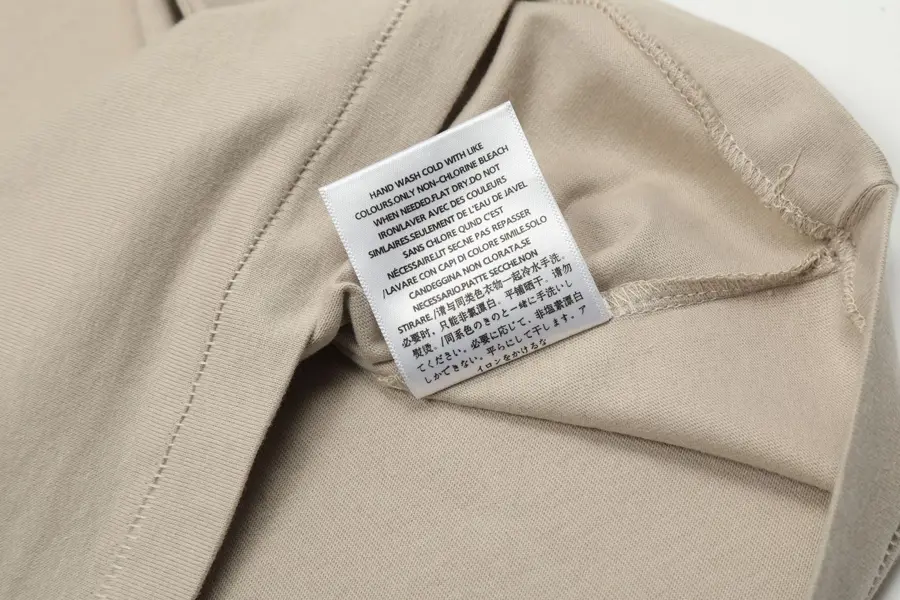 HAND WASH COLD WITH LIKE
COLOURS.ONLY NON-CHLORINE BLEACH
WHEN NEEDED.FLAT DRY.DO NOT
IRON/LAVER AVEC DES COULEURS
SIMLAIRES.SEULEMENT DE L'EAU DE JAVEL
SANS CHLORE QUND C'EST
NÉCESSAIRE.LIT SEC.NE PAS REPASSER
/LAVARE CON CAPI DI COLORE SIMILE.SOLO
CANDEGGINA NON CLORATA.SE
NECESSARIO.PIATTE SECCHE.NON
STIRARE./请与同类色衣物一起冷水手洗。
必要时，只能非氯漂白。平铺晒干。请勿
熨烫。/同系色のきのと一緒に手洗いし
てください。必要に応じて、非塩素漂白
しかできない。平らにして干します。ア
イロンをかけるな